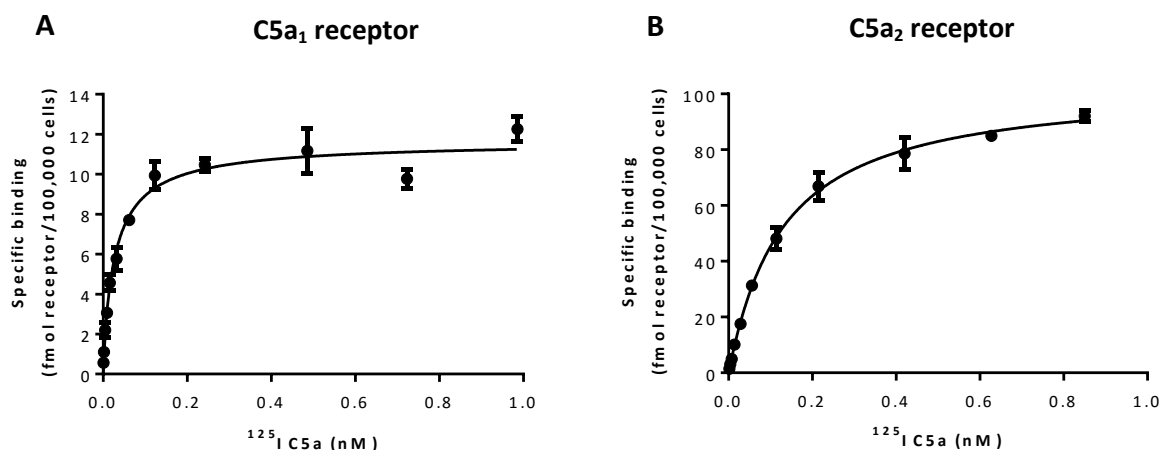 A
C5a₁ receptor
Specific binding
(fmol receptor/100,000 cells)
14
12
10
8
6
4
2
0
0.0 0.2 0.4 0.6 0.8 1.0
¹²⁵I C5a (nM)
B
C5a₂ receptor
Specific binding
(fmol receptor/100,000 cells)
100
80
60
40
20
0
0.0 0.2 0.4 0.6 0.8 1.0
¹²⁵I C5a (nM)